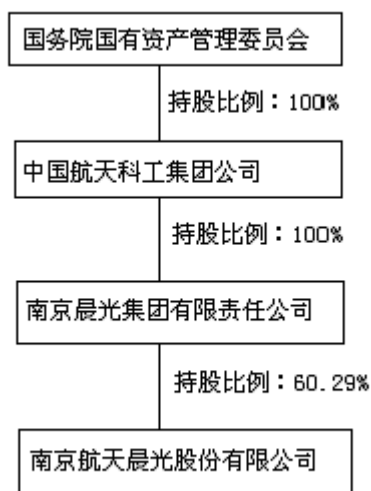 国务院国有资产管理委员会
持股比例：100%
中国航天科工集团公司
持股比例：100%
南京晨光集团有限责任公司
持股比例：60.29%
南京航天晨光股份有限公司